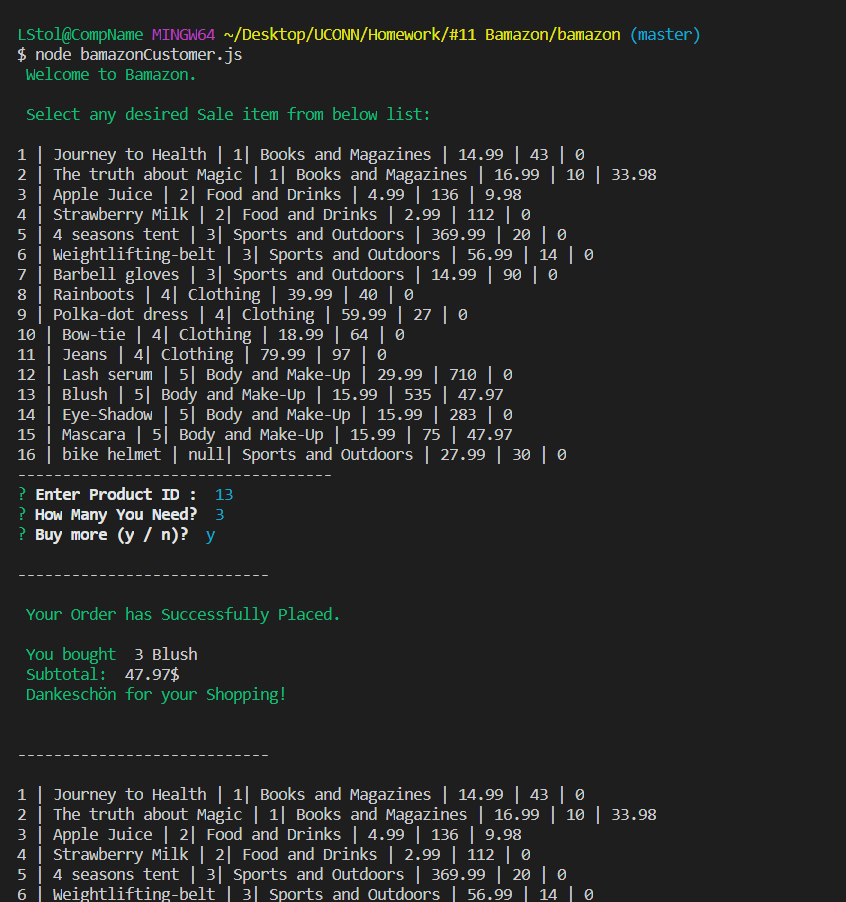 LStol@CompName MINGW64 ~/Desktop/UCONN/Homework/#11 Bamazon/bamazon (master)
$ node bamazonCustomer.js
Welcome to Bamazon.
Select any desired Sale item from below list:
1 | Journey to Health | 1| Books and Magazines | 14.99 | 43 | 0
2 | The truth about Magic | 1| Books and Magazines | 16.99 | 10 | 33.98
3 | Apple Juice | 2| Food and Drinks | 4.99 | 136 | 9.98
4 | Strawberry Milk | 2| Food and Drinks | 2.99 | 112 | 0
5 | 4 seasons tent | 3| Sports and Outdoors | 369.99 | 20 | 0
6 | Weightlifting-belt | 3| Sports and Outdoors | 56.99 | 14 | 0
7 | Barbell gloves | 3| Sports and Outdoors | 14.99 | 90 | 0
8 | Rainboots | 4| Clothing | 39.99 | 40 | 0
9 | Polka-dot dress | 4| Clothing | 59.99 | 27 | 0
10 | Bow-tie | 4| Clothing | 18.99 | 64 | 0
11 | Jeans | 4| Clothing | 79.99 | 97 | 0
12 | Lash serum | 5| Body and Make-Up | 29.99 | 710 | 0
13 | Blush | 5| Body and Make-Up | 15.99 | 535 | 47.97
14 | Eye-Shadow | 5| Body and Make-Up | 15.99 | 283 | 0
15 | Mascara | 5| Body and Make-Up | 15.99 | 75 | 47.97
16 | bike helmet | null| Sports and Outdoors | 27.99 | 30 | 0
-----------------------------------
? Enter Product ID :  13
? How Many You Need?  3
? Buy more (y / n)?  y
----------------------------
Your Order has Successfully Placed.
You bought  3 Blush
Subtotal:  47.97$
Dankeschön for your Shopping!
----------------------------
1 | Journey to Health | 1| Books and Magazines | 14.99 | 43 | 0
2 | The truth about Magic | 1| Books and Magazines | 16.99 | 10 | 33.98
3 | Apple Juice | 2| Food and Drinks | 4.99 | 136 | 9.98
4 | Strawberry Milk | 2| Food and Drinks | 2.99 | 112 | 0
5 | 4 seasons tent | 3| Sports and Outdoors | 369.99 | 20 | 0
6 | Weightlifting-belt | 3| Sports and Outdoors | 56.99 | 14 | 0